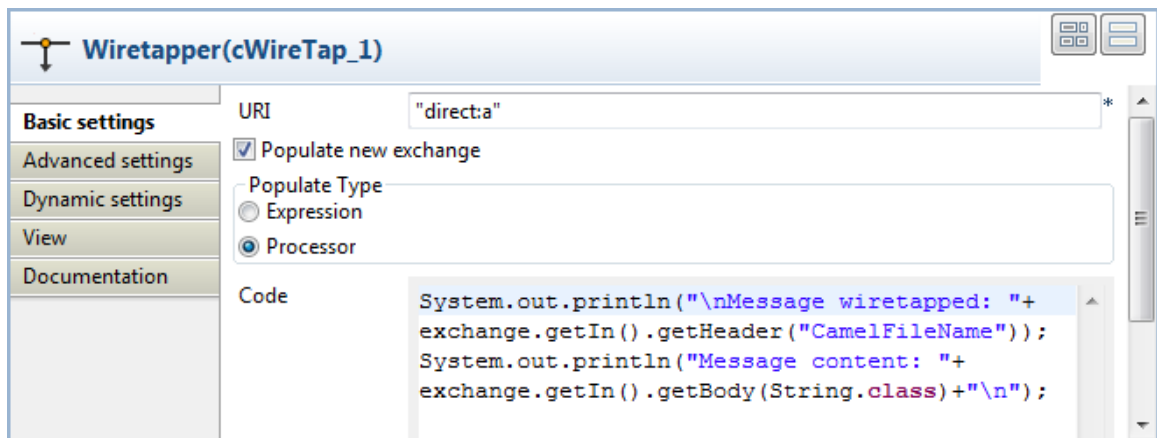 Wiretapper(cWireTap_1)
Basic settings
Advanced settings
Dynamic settings
View
Documentation
URI
"direct:a"
*
Populate new exchange
Populate Type
Expression
Processor
Code
System.out.println("\nMessage wiretapped: "+
exchange.getIn().getHeader("CamelFileName"));
System.out.println("Message content: "+
exchange.getIn().getBody(String.class)+"\n");